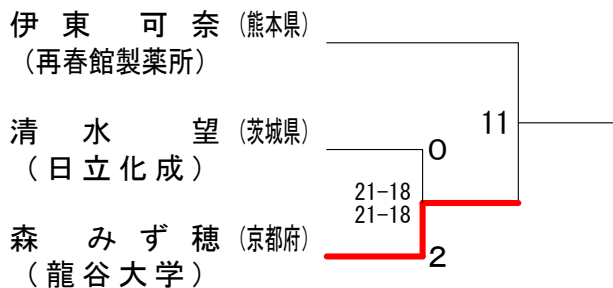 伊東可奈 (熊本県)
(再春館製薬所)
11
清水望 (茨城県)
0
(日立化成)
21-18
21-18
森みず穂 (京都府)
2
(龍谷大学)